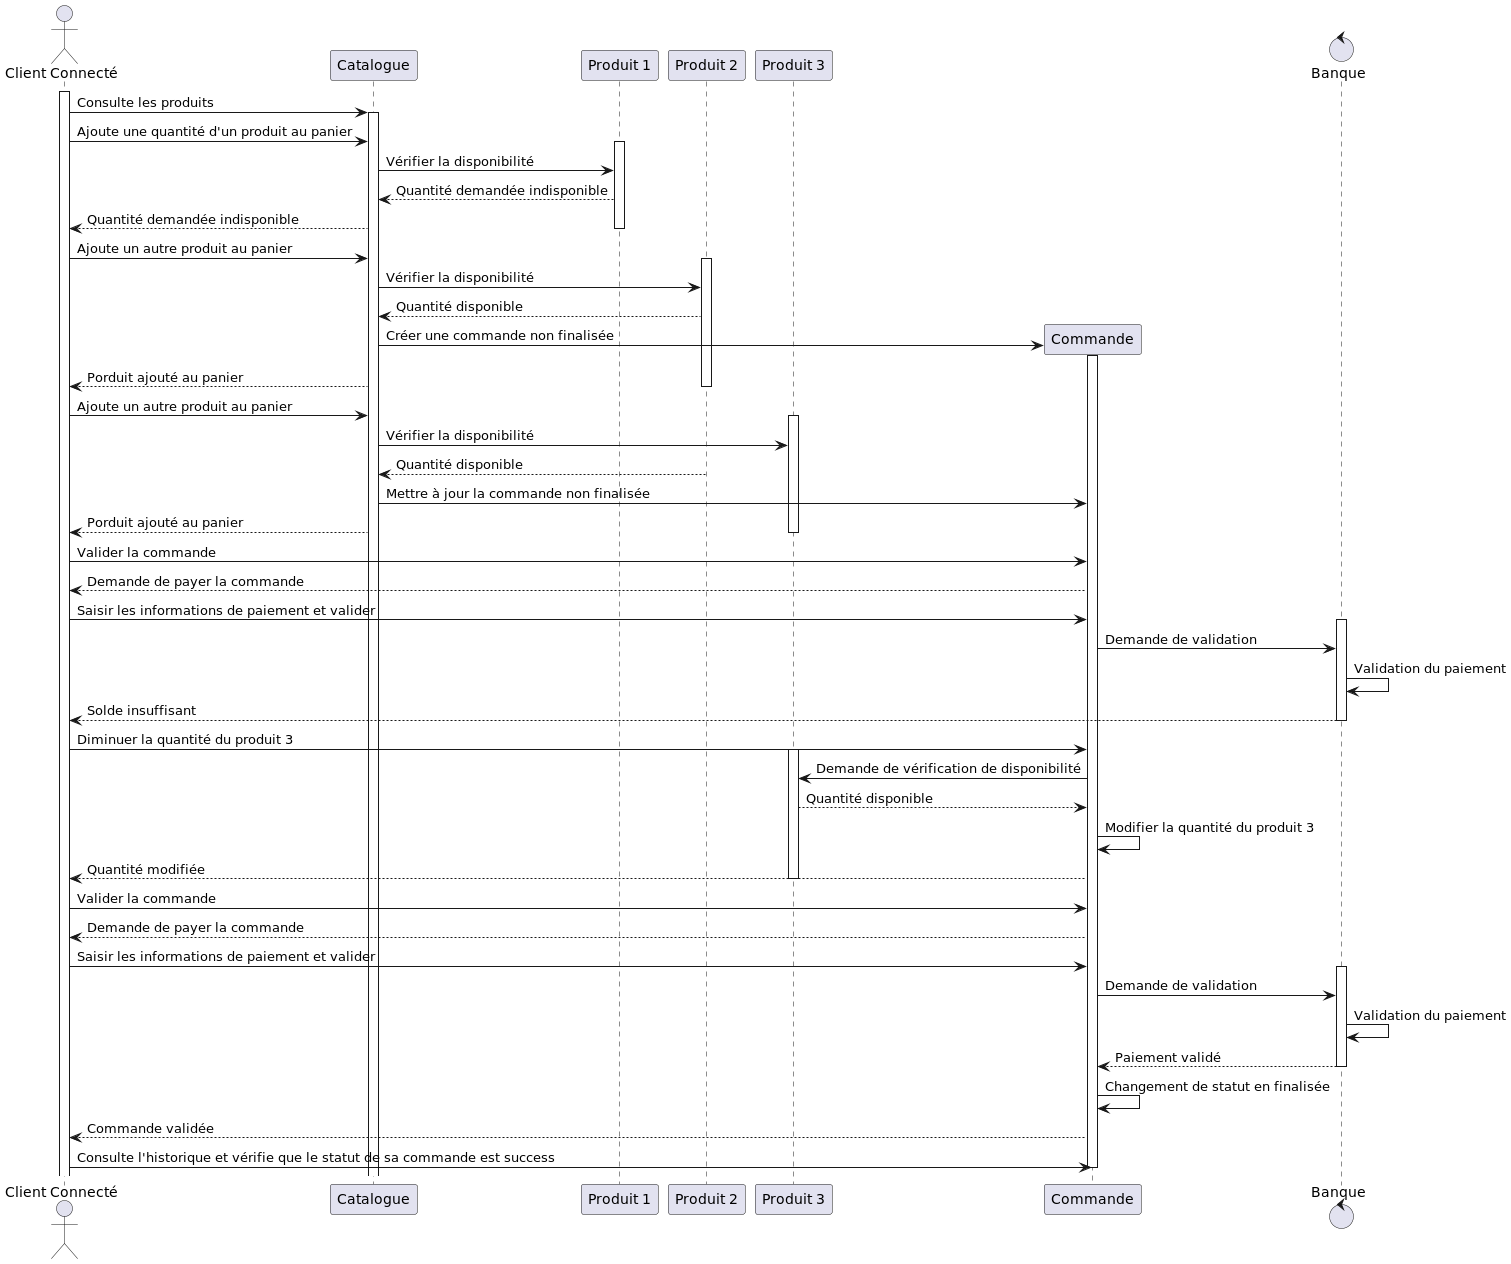 Client Connecté
Catalogue
Produit 1
Produit 2
Produit 3
Banque
Consulte les produits
Ajoute une quantité d'un produit au panier
Vérifier la disponibilité
Quantité demandée indisponible
Quantité demandée indisponible
Ajoute un autre produit au panier
Vérifier la disponibilité
Quantité disponible
Créer une commande non finalisée
Commande
Porduit ajouté au panier
Ajoute un autre produit au panier
Vérifier la disponibilité
Quantité disponible
Mettre à jour la commande non finalisée
Porduit ajouté au panier
Valider la commande
Demande de payer la commande
Saisir les informations de paiement et valider
Demande de validation
Validation du paiement
Solde insuffisant
Diminuer la quantité du produit 3
Demande de vérification de disponibilité
Quantité disponible
Modifier la quantité du produit 3
Quantité modifiée
Valider la commande
Demande de payer la commande
Saisir les informations de paiement et valider
Demande de validation
Validation du paiement
Paiement validé
Changement de statut en finalisée
Commande validée
Consulte l'historique et vérifie que le statut de sa commande est success
Client Connecté
Catalogue
Produit 1
Produit 2
Produit 3
Commande
Banque